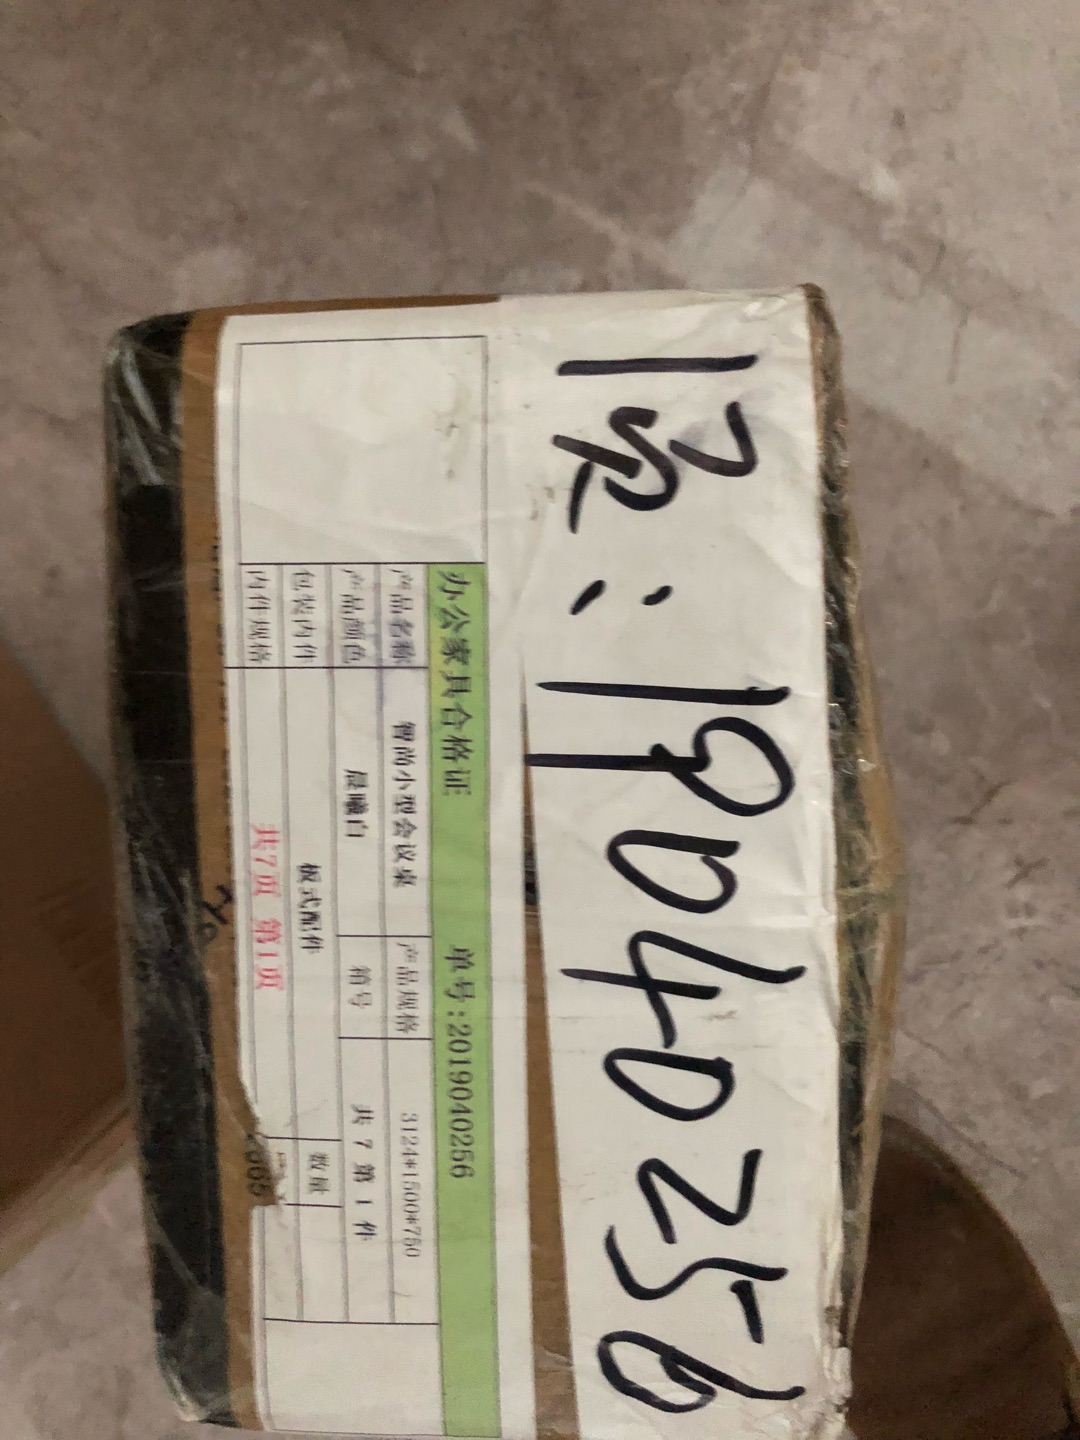 19040256
办公家具合格证 单号:2019040256
产品名称 智尚小型会议桌 产品规格 3124*1500*750
产品颜色 晨曦白 箱号 共 7 第 1 件
包装内件 板式配件 数量
内件规格 共7页 第1页